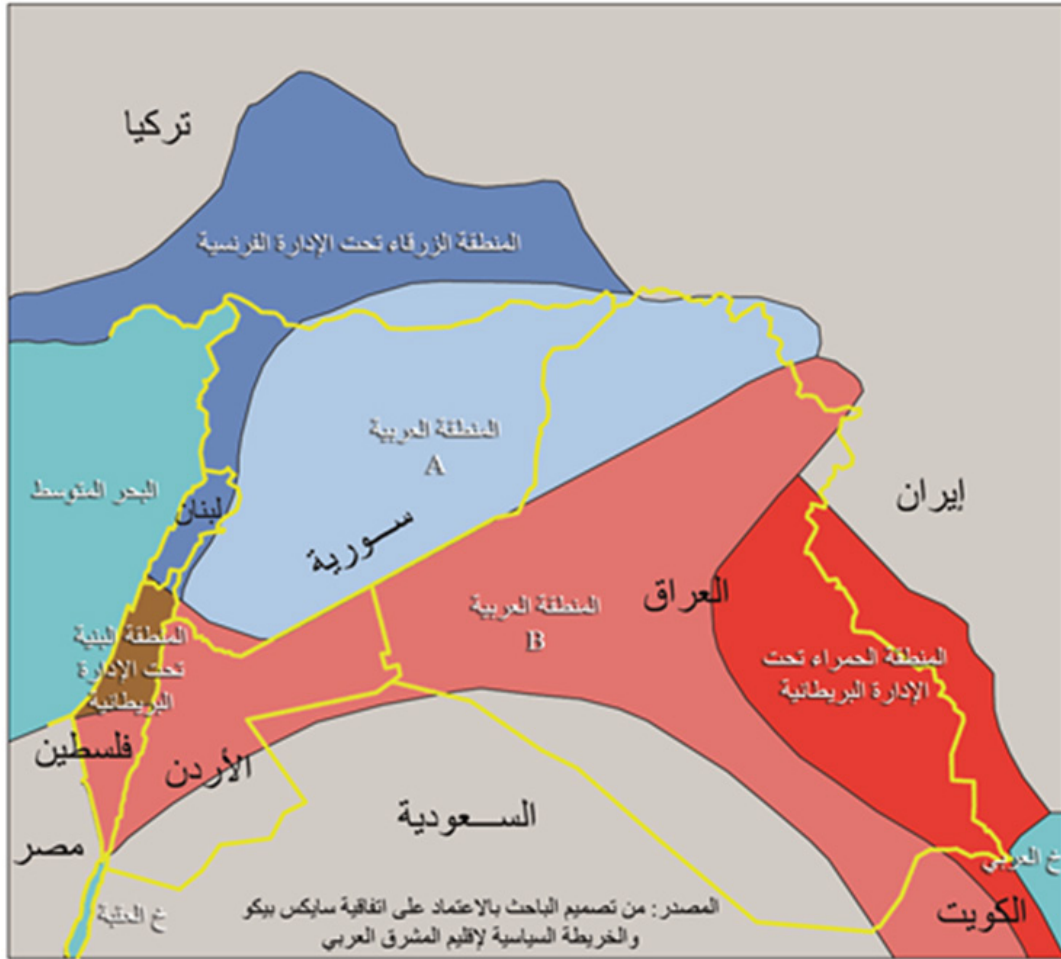 تركيا
المنطقة الزرقاء تحت الإدارة الفرنسية
المنطقة العربية
A
البحر المتوسط
لبنان
سورية
إيران
العراق
المنطقة العربية
B
المنطقة الحمراء تحت
الإدارة البريطانية
المنطقة البنية
تحت الإدارة
البريطانية
فلسطين
الأردن
السعودية
مصر
خ العقبة
خ العربي
الكويت
المصدر: من تصميم الباحث بالاعتماد على اتفاقية سايكس بيكو
والخريطة السياسية لإقليم المشرق العربي